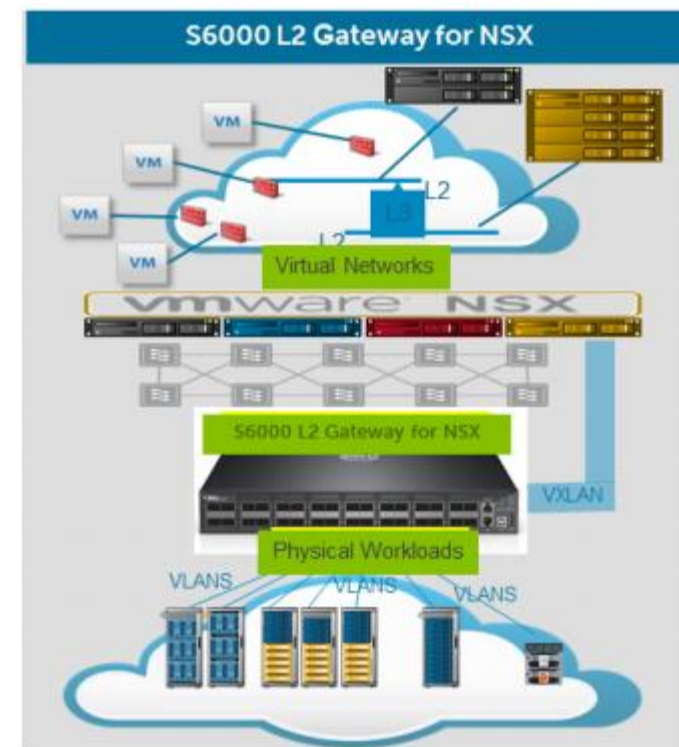 S6000 L2 Gateway for NSX
VM
VM
VM
VM
L2
L3
L2
Virtual Networks
vmware NSX
S6000 L2 Gateway for NSX
VXLAN
Physical Workloads
VLANS
VLANS
VLANS